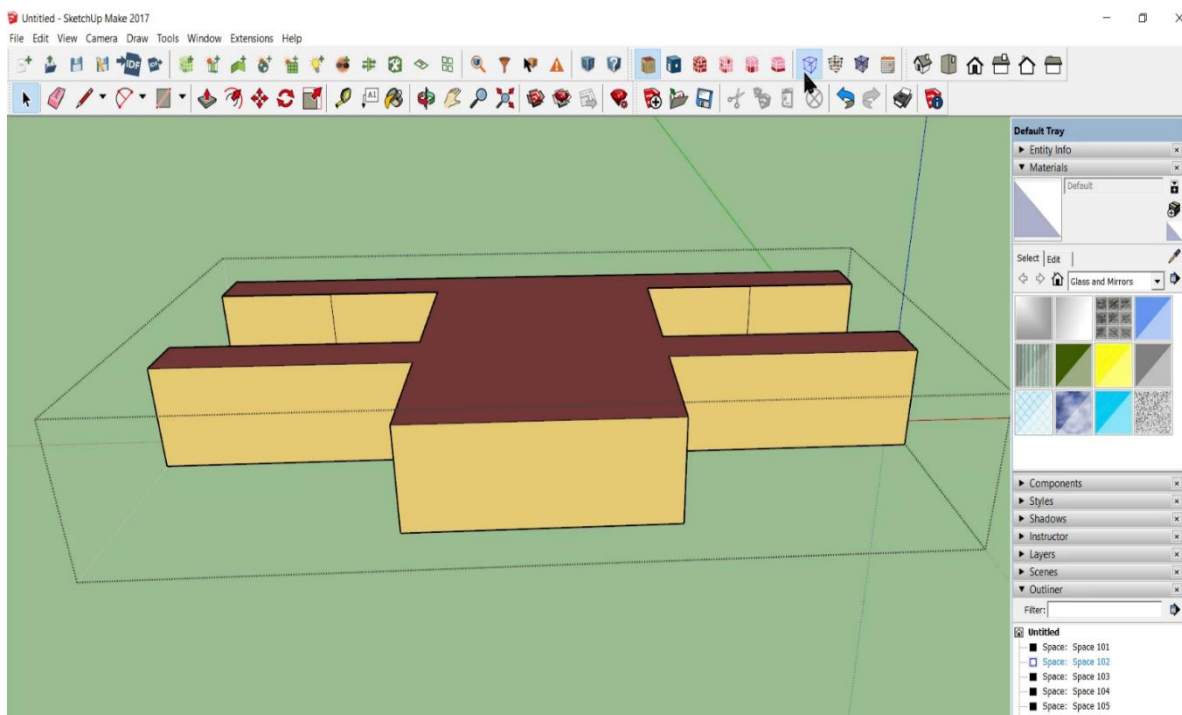 Untitled - SketchUp Make 2017
File Edit View Camera Draw Tools Window Extensions Help
IDF
A1
Default Tray
Entity Info
Materials
Default
Select Edit
Glass and Mirrors
Components
Styles
Shadows
Instructor
Layers
Scenes
Outliner
Filter:
Untitled
Space: Space 101
Space: Space 102
Space: Space 103
Space: Space 104
Space: Space 105